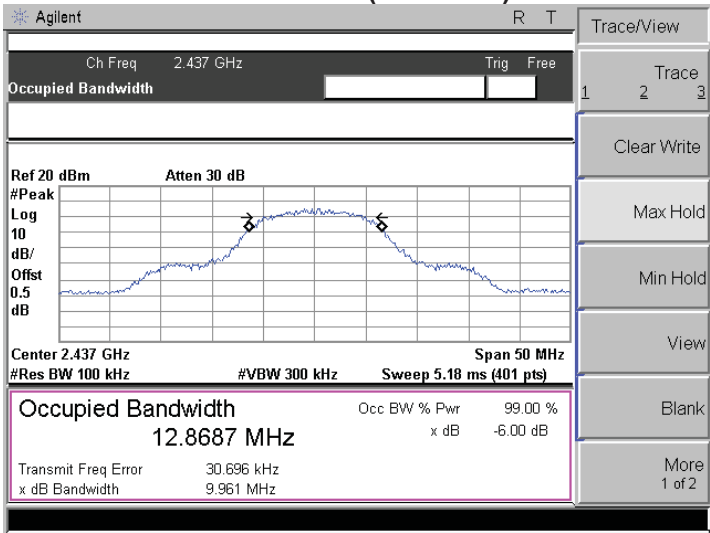 Agilent R T
Trace/View
Ch Freq 2.437 GHz Trig Free
Occupied Bandwidth
Trace
1 2 3
Clear Write
Max Hold
Min Hold
View
Blank
More
1 of 2
Ref 20 dBm Atten 30 dB
#Peak
Log
10
dB/
Offst
0.5
dB
Center 2.437 GHz Span 50 MHz
#Res BW 100 kHz #VBW 300 kHz Sweep 5.18 ms (401 pts)
Occupied Bandwidth Occ BW % Pwr 99.00 %
12.8687 MHz x dB -6.00 dB
Transmit Freq Error 30.696 kHz
x dB Bandwidth 9.961 MHz